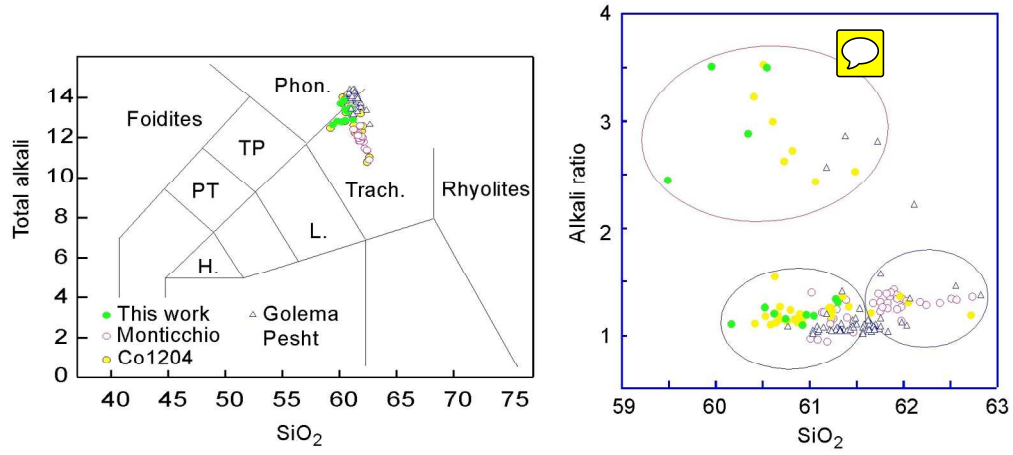 Total alkali
14
12
10
8
6
4
2
0
40
45
50
55
60
65
70
75
SiO2
Foidites
Phon.
TP
PT
Trach.
Rhyolites
L.
H.
This work
Monticchio
Co1204
Golema
Pesht
Alkali ratio
4
3
2
1
59
60
61
62
63
SiO2